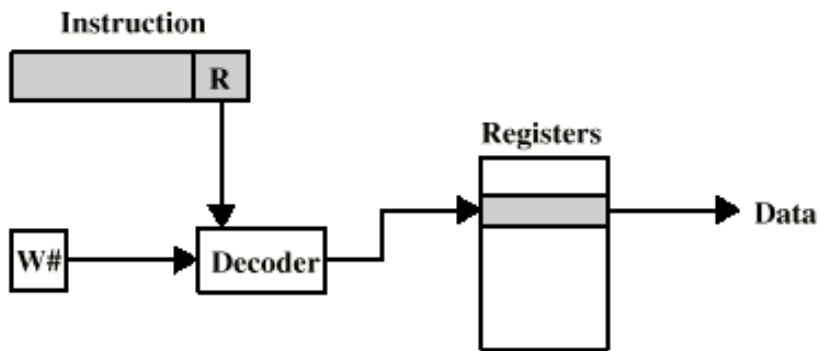 Instruction
R
Registers
Data
W#
Decoder